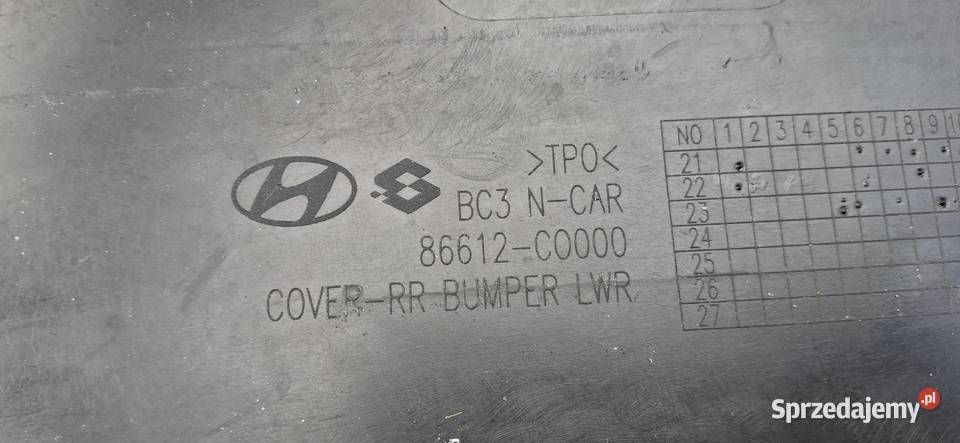 >TPO<
BC3 N-CAR
86612-C0000
COVER-RR BUMPER LWR
NO 1 2 3 4 5 6 7 8 9
21
22
23
24
25
26
27
Sprzedajemy.pl